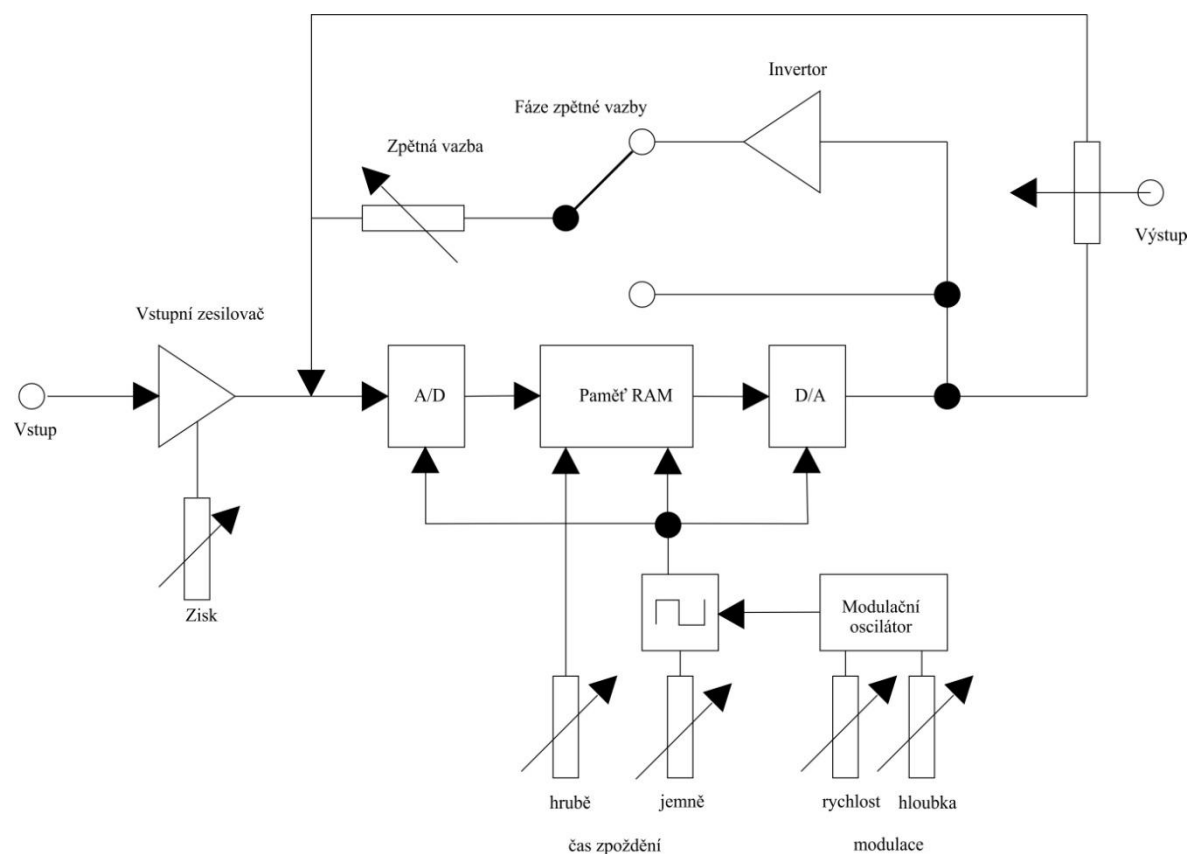 Invertor
Fáze zpětné vazby
Zpětná vazba
Výstup
Vstupní zesilovač
A/D
Paměť RAM
D/A
Vstup
Zisk
Modulační
oscilátor
hrubě
jemně
rychlost
hloubka
čas zpoždění
modulace